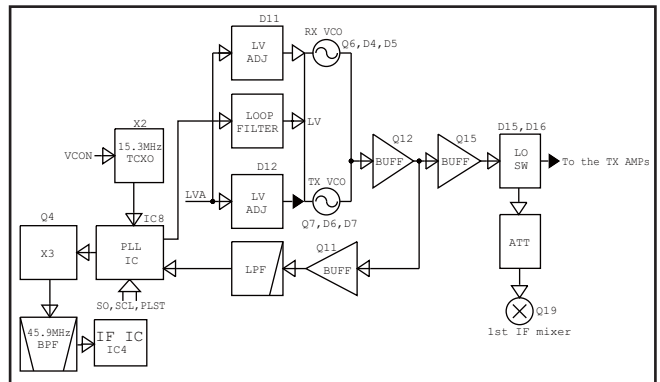 D11
RX VCO
Q6,D4,D5
LV
ADJ
LOOP
FILTER
LV
X2
15.3MHz
TCXO
VCON
Q12
BUFF
Q15
BUFF
D15,D16
LO
SW
To the TX AMPs
D12
LVA
LV
ADJ
TX VCO
Q7,D6,D7
Q4
X3
IC8
PLL
IC
LPF
Q11
BUFF
ATT
SO,SCL,PLST
45.9MHz
BPF
IF IC
IC4
Q19
1st IF mixer